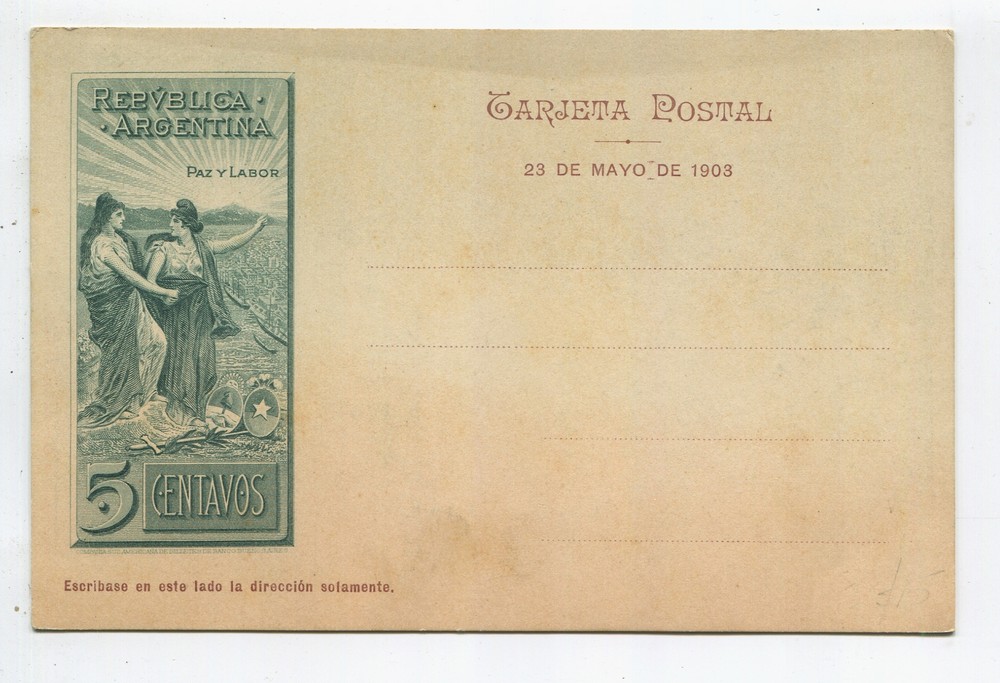 REPVBLICA ·
· ARGENTINA
PAZ Y LABOR
5 CENTAVOS
TARJETA POSTAL
23 DE MAYO DE 1903
Escribase en este lado la dirección solamente.